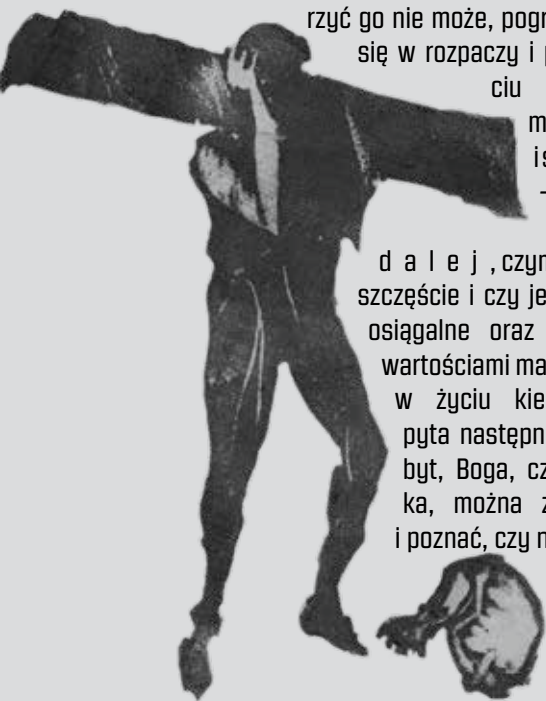 rzyć go nie może, pogr
się w rozpaczy i p
ciu
m
is
-
dalej, czyn
szczęście i czy je
osiągalne oraz
wartościami ma
w życiu kie
pyta następn
byt, Boga, cz
ka, można z
i poznać, czy n